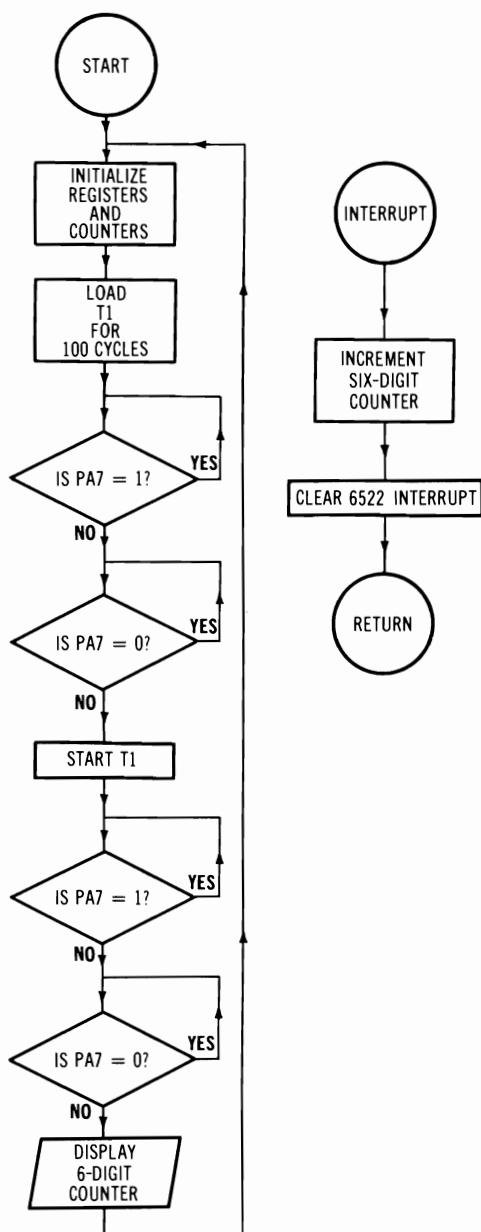 START
INITIALIZE
REGISTERS
AND
COUNTERS
LOAD
T1
FOR
100 CYCLES
IS PA7 = 1?
YES
NO
IS PA7 = 0?
YES
NO
START T1
IS PA7 = 1?
YES
NO
IS PA7 = 0?
YES
NO
DISPLAY
6-DIGIT
COUNTER
INTERRUPT
INCREMENT
SIX-DIGIT
COUNTER
CLEAR 6522 INTERRUPT
RETURN